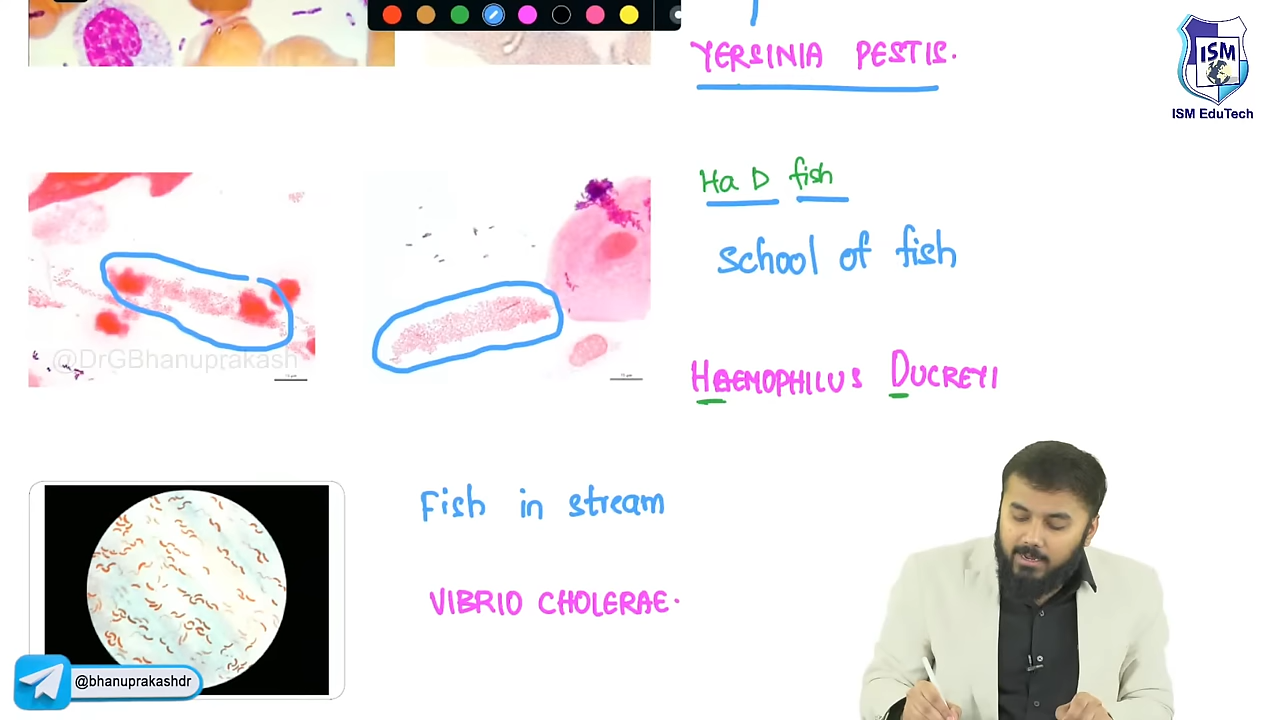 YERSINIA PESTIS.
ISM
ISM EduTech
Ha D fish
school of fish
@DrGBhanuprakash
HAEMOPHILUS DUCREYI
Fish in stream
VIBRIO CHOLERAE.
@bhanuprakashdr